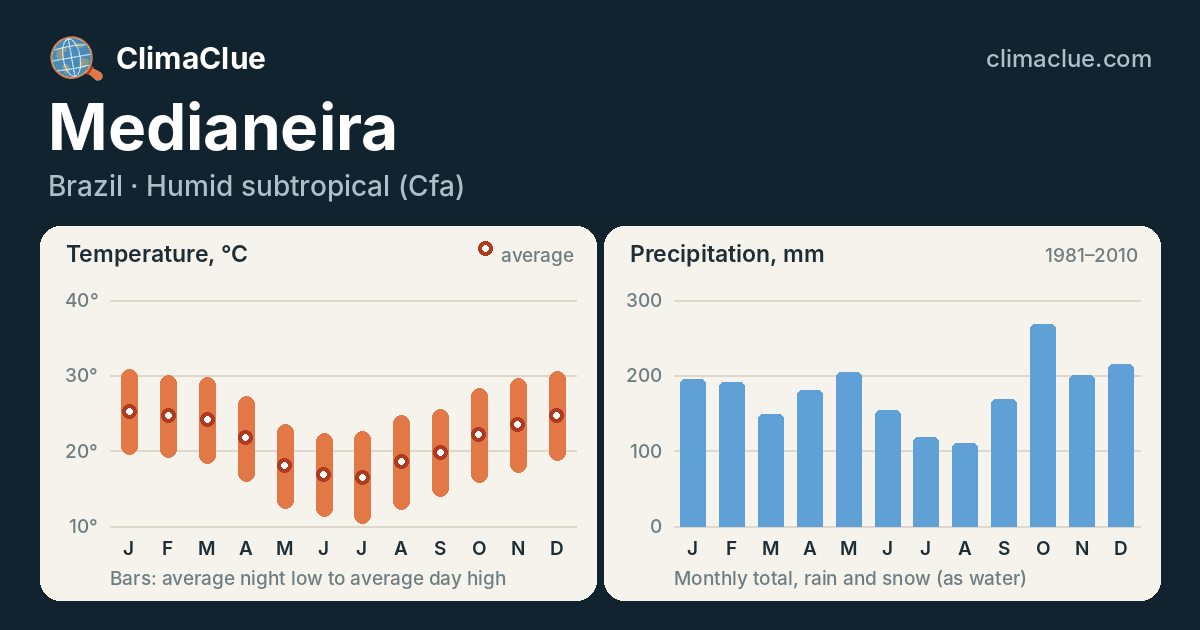 ClimaClue
climaclue.com
Medianeira
Brazil · Humid subtropical (Cfa)
Temperature, °C
average
40°
30°
20°
10°
J F M A M J J A S O N D
Bars: average night low to average day high
Precipitation, mm
1981–2010
300
200
100
0
J F M A M J J A S O N D
Monthly total, rain and snow (as water)